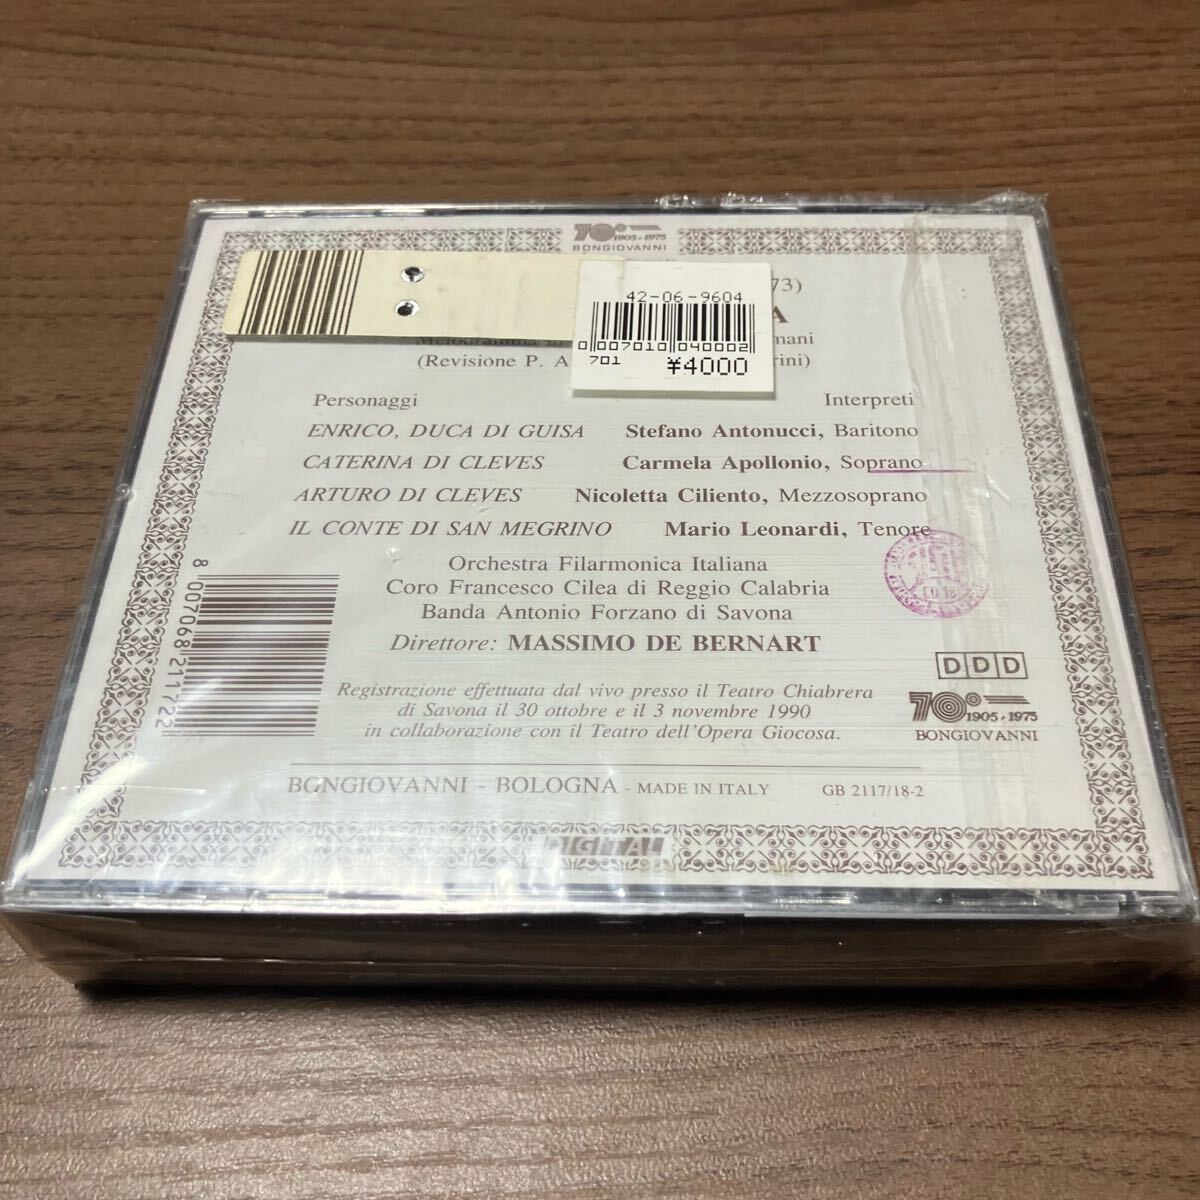 70° 1905-1975
BONGIOVANNI
73)
A
42-06-9604
0007010 040002
701 ¥4000
mani
(Revisione P. A rini)
Personaggi Interpreti
ENRICO, DUCA DI GUISA Stefano Antonucci, Baritono
CATERINA DI CLEVES Carmela Apollonio, Soprano
ARTURO DI CLEVES Nicoletta Ciliento, Mezzosoprano
IL CONTE DI SAN MEGRINO Mario Leonardi, Tenore
Orchestra Filarmonica Italiana
Coro Francesco Cilea di Reggio Calabria
Banda Antonio Forzano di Savona
Direttore: MASSIMO DE BERNART
8 007068 211722
DDD
Registrazione effettuata dal vivo presso il Teatro Chiabrera
di Savona il 30 ottobre e il 3 novembre 1990
in collaborazione con il Teatro dell'Opera Giocosa.
70° 1905-1975
BONGIOVANNI
BONGIOVANNI - BOLOGNA - MADE IN ITALY GB 2117/18-2
DIGITAL